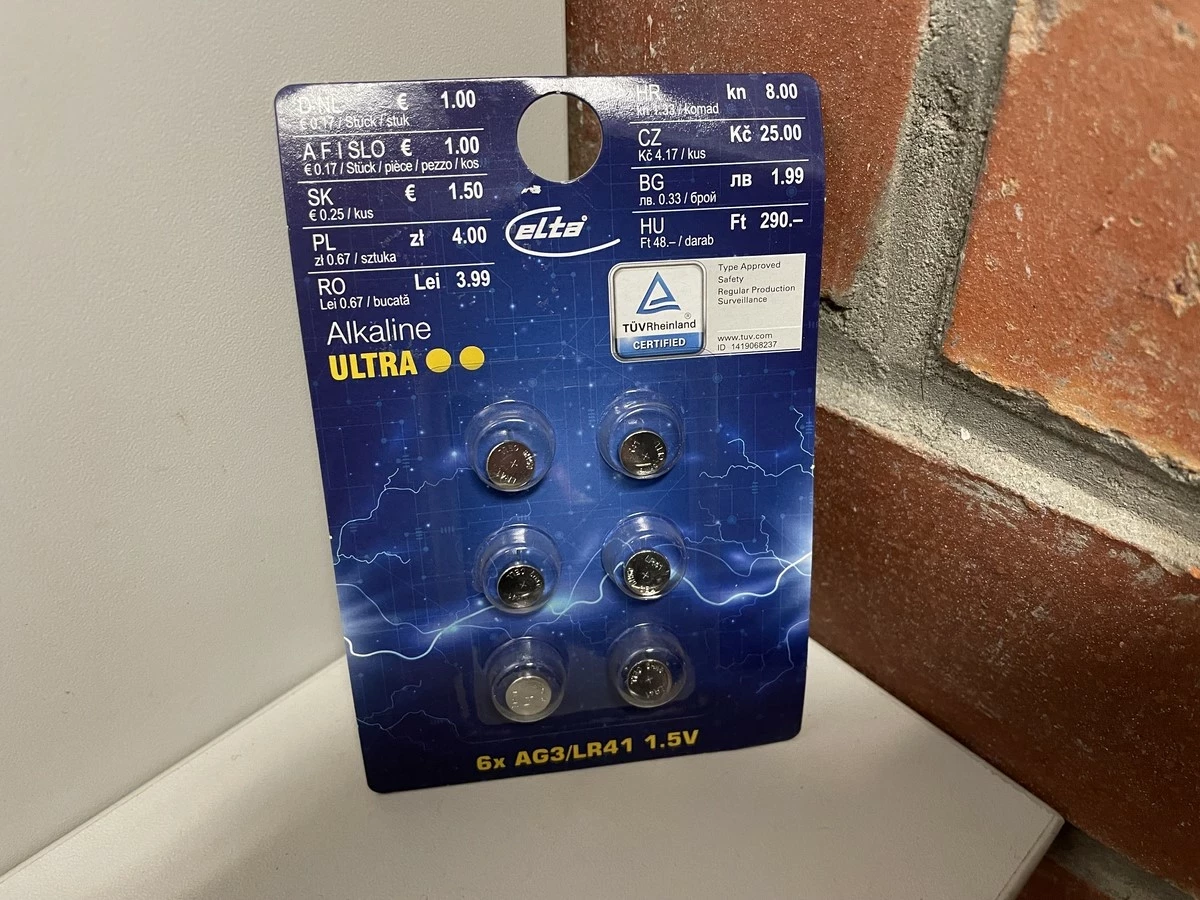 D NL € 1.00
€ 0.17 / Stück / stuk
A F I SLO € 1.00
€ 0.17 / Stück / pièce / pezzo / kos
SK € 1.50
€ 0.25 / kus
PL zł 4.00
zł 0.67 / sztuka
RO Lei 3.99
Lei 0.67 / bucată
HR kn 8.00
kn 1.33 / komad
CZ Kč 25.00
Kč 4.17 / kus
BG лв 1.99
лв. 0.33 / брой
HU Ft 290.–
Ft 48.– / darab
elta®
Alkaline
ULTRA
TÜVRheinland®
CERTIFIED
Type Approved
Safety
Regular Production
Surveillance
www.tuv.com
ID 1419068237
6x AG3/LR41 1.5V